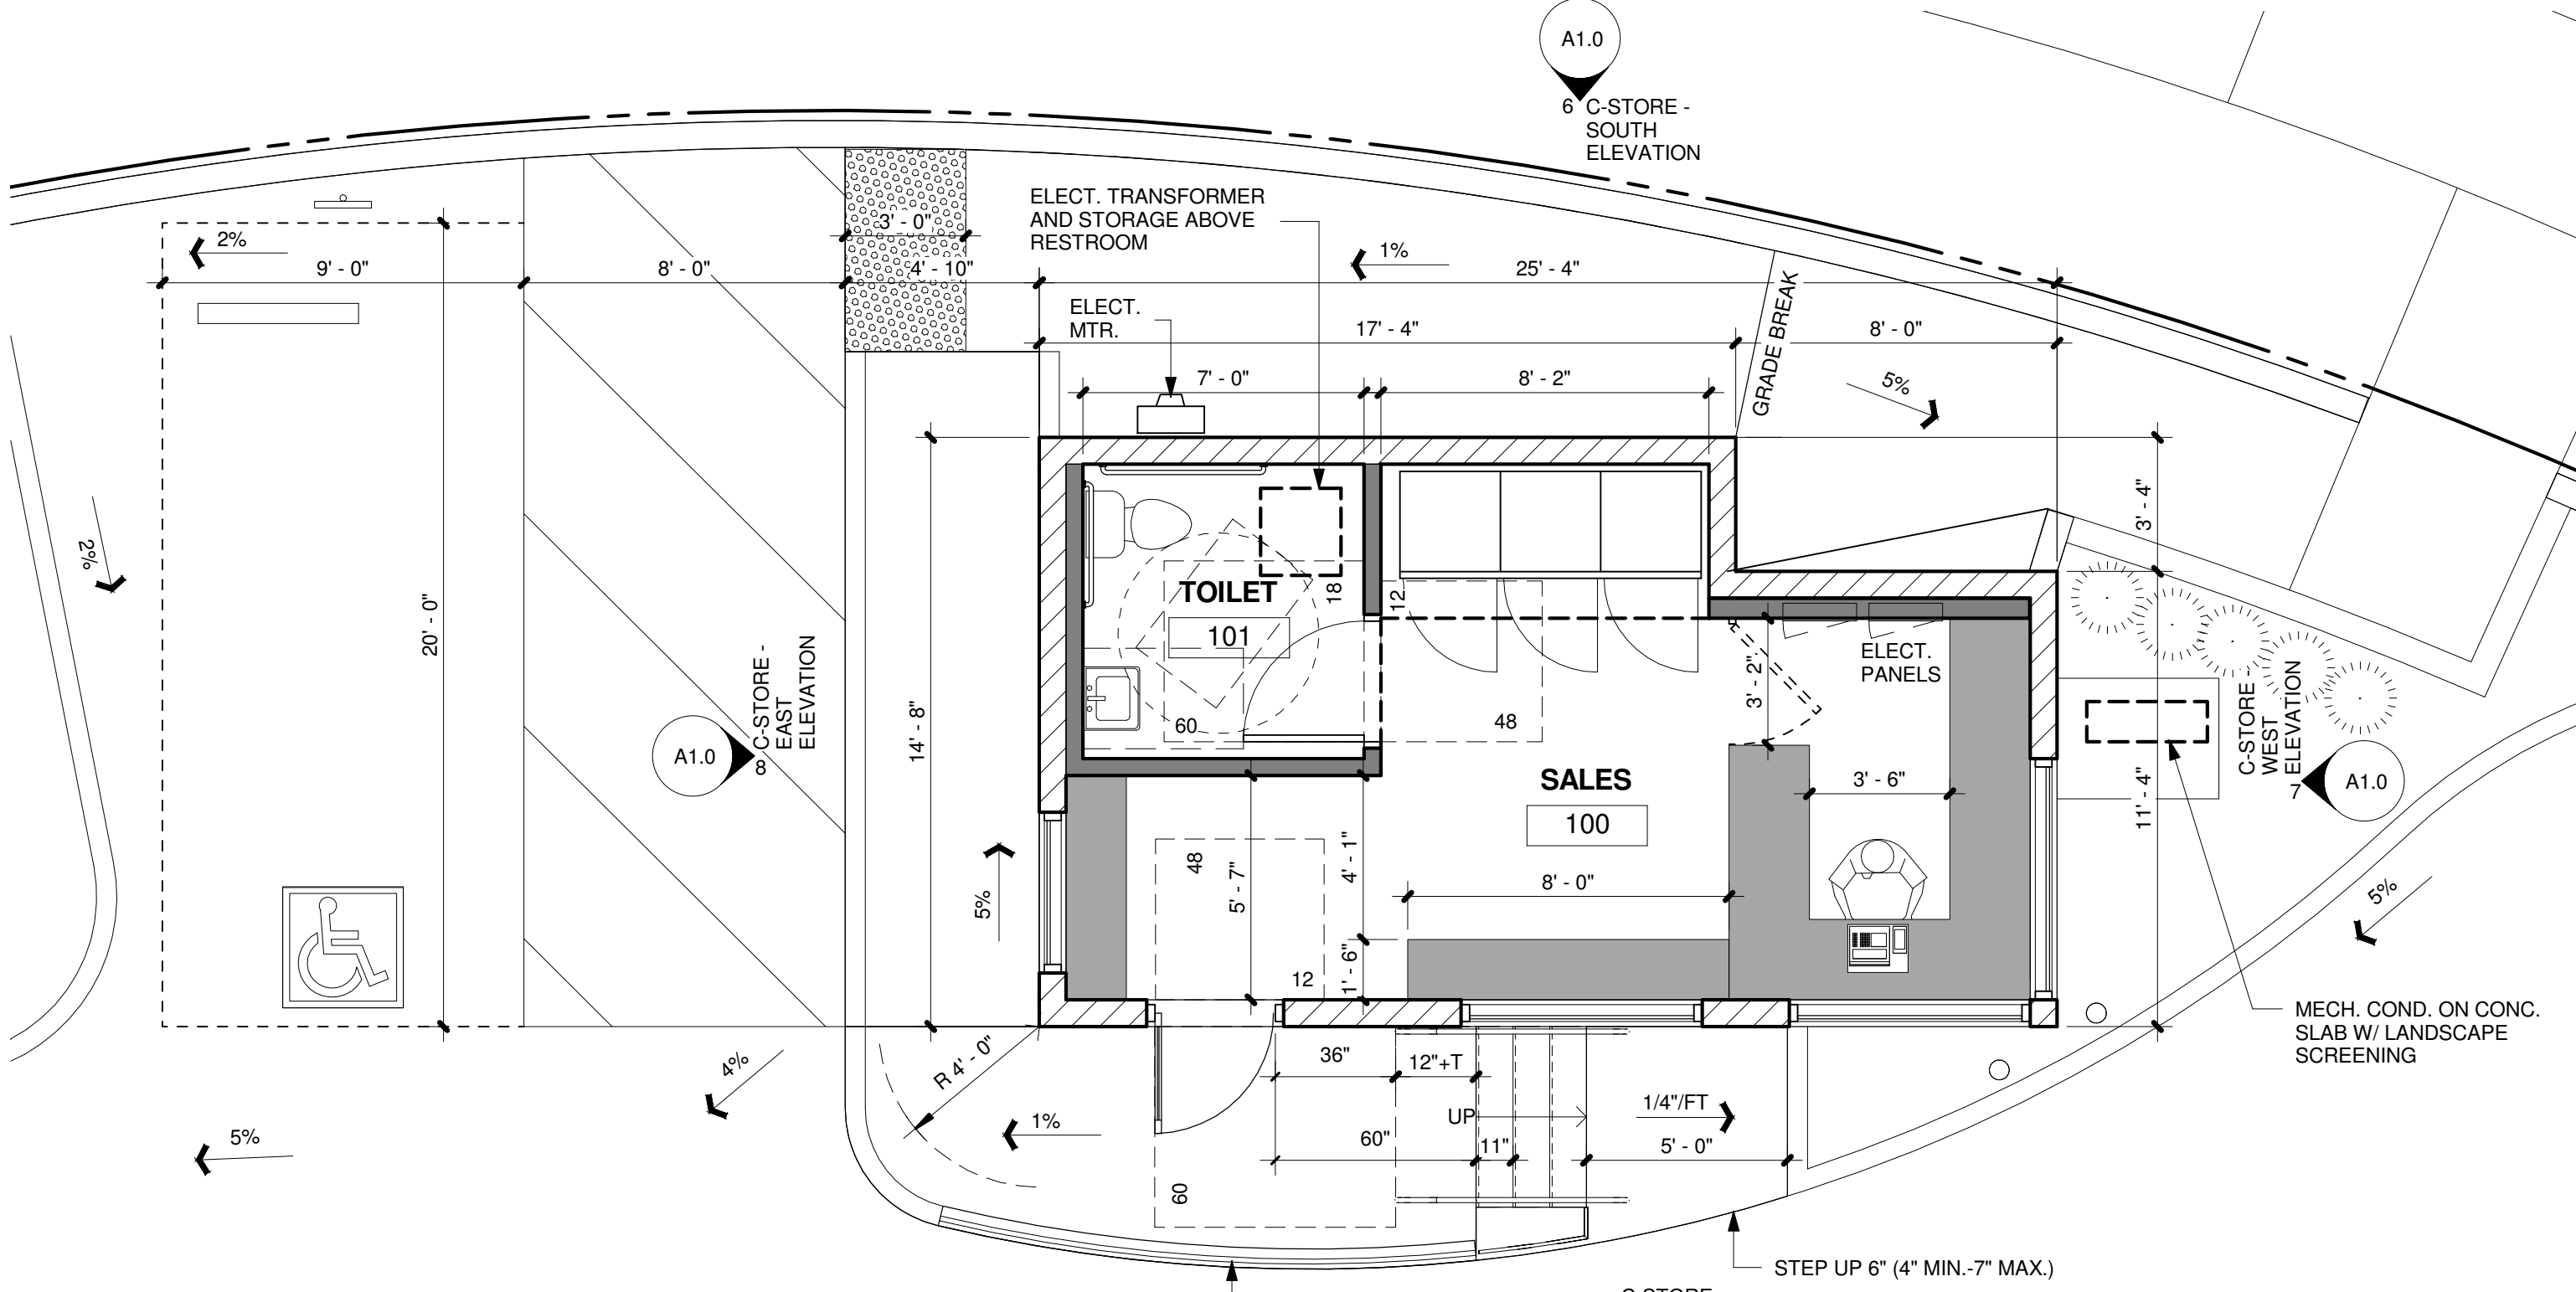 A1.0
6 C-STORE -
SOUTH
ELEVATION
ELECT. TRANSFORMER
AND STORAGE ABOVE
RESTROOM
3' - 0"
2%
1%
9' - 0"
8' - 0"
4' - 10"
25' - 4"
ELECT.
MTR.
17' - 4"
8' - 0"
GRADE BREAK
7' - 0"
8' - 2"
5%
3' - 4"
2%
20' - 0"
TOILET
101
18
12
60
48
ELECT.
PANELS
3' - 2"
C-STORE -
EAST
ELEVATION
A1.0
8
14' - 8"
SALES
100
3' - 6"
C-STORE -
WEST
ELEVATION
7
A1.0
11' - 4"
48
5' - 7"
4' - 1"
8' - 0"
5%
5%
12
1' - 6"
MECH. COND. ON CONC.
SLAB W/ LANDSCAPE
SCREENING
4%
R 4' - 0"
36"
12"+T
UP
1/4"/FT
5%
1%
60"
11"
5' - 0"
60
STEP UP 6" (4" MIN.-7" MAX.)
C-STORE